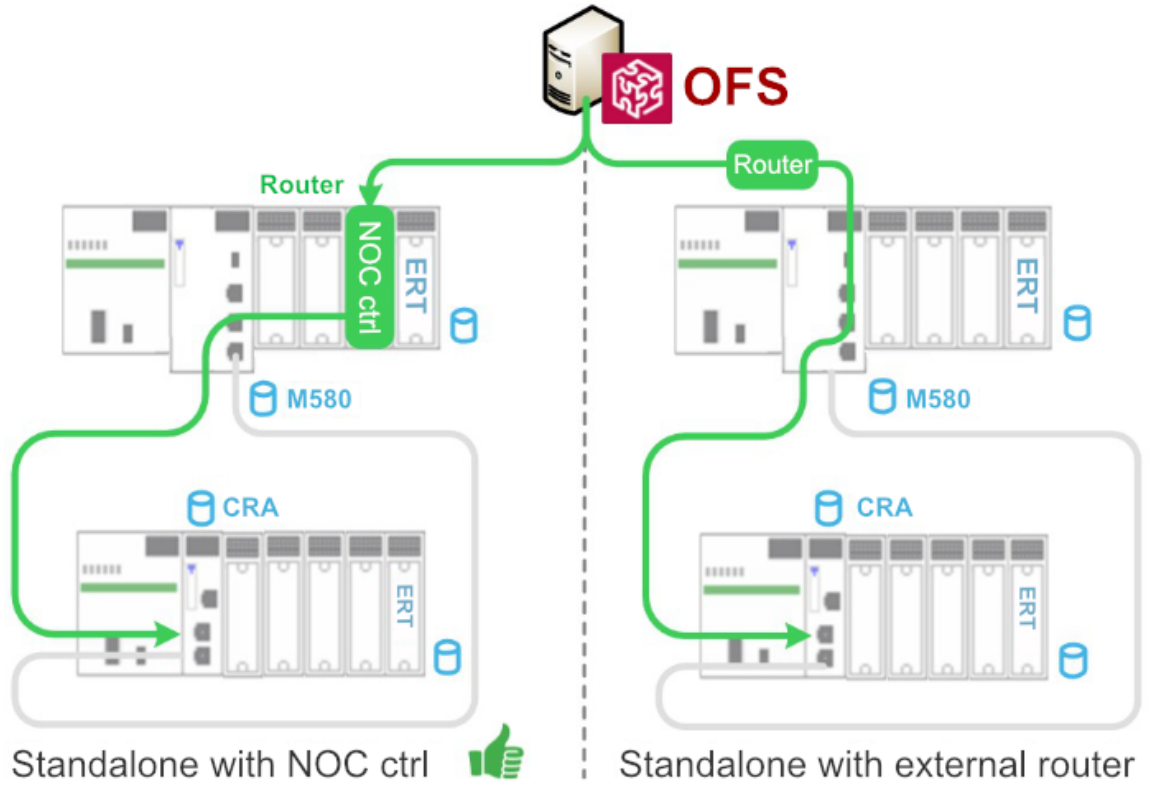 OFS
Router
NOC ctrl
ERT
M580
CRA
ERT
Standalone with NOC ctrl
Router
ERT
M580
CRA
ERT
Standalone with external router